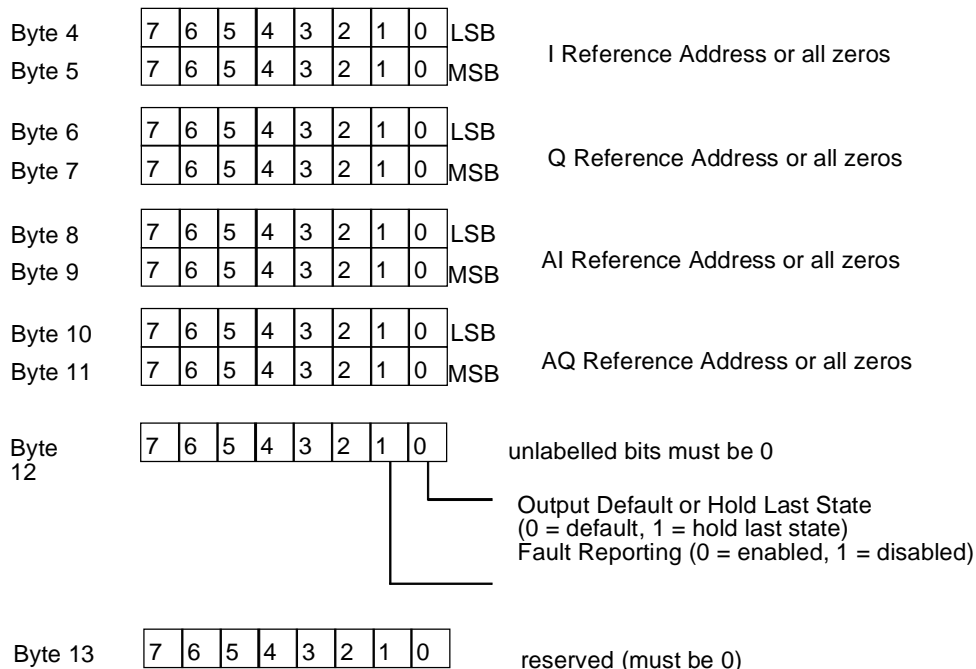 Byte 4 7 6 5 4 3 2 1 0 LSB
I Reference Address or all zeros
Byte 5 7 6 5 4 3 2 1 0 MSB
Byte 6 7 6 5 4 3 2 1 0 LSB
Q Reference Address or all zeros
Byte 7 7 6 5 4 3 2 1 0 MSB
Byte 8 7 6 5 4 3 2 1 0 LSB
AI Reference Address or all zeros
Byte 9 7 6 5 4 3 2 1 0 MSB
Byte 10 7 6 5 4 3 2 1 0 LSB
AQ Reference Address or all zeros
Byte 11 7 6 5 4 3 2 1 0 MSB
Byte 7 6 5 4 3 2 1 0 unlabelled bits must be 0
12
Output Default or Hold Last State
(0 = default, 1 = hold last state)
Fault Reporting (0 = enabled, 1 = disabled)
Byte 13 7 6 5 4 3 2 1 0 reserved (must be 0)